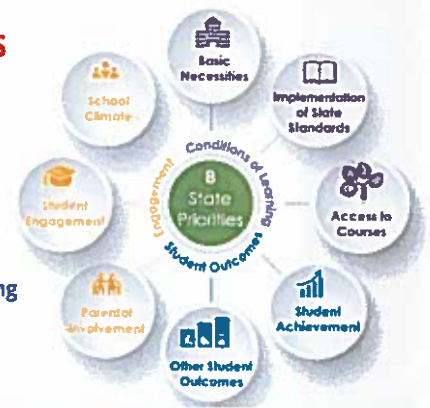 s
Basic
Necessities
Implementation
of State
Standards
Access to
Courses
Student
Achievement
Other Student
Outcomes
Parental
Involvement
Student
Engagement
School
Climate
Conditions of Learning
Engagement
Student Outcomes
8
State
Priorities
ng